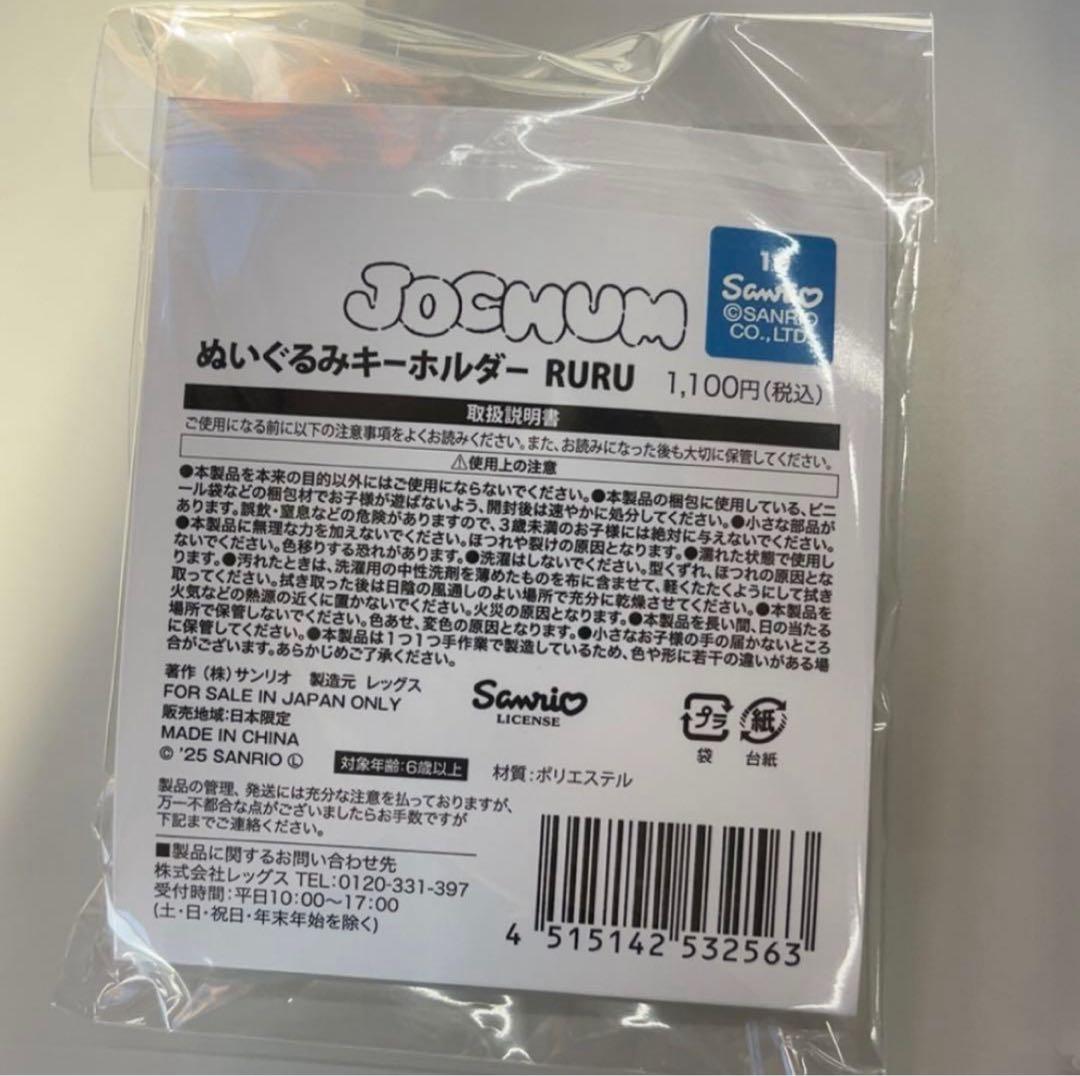 JOCHUM
Sanrio
©SANRIO
CO., LTD.
ぬいぐるみキーホルダー RURU 1,100円(税込)
取扱説明書
ご使用になる前に以下の注意事項をよくお読みください。また、お読みになった後も大切に保管してください。
⚠使用上の注意
●本製品を本来の目的以外にはご使用にならないでください。●本製品の梱包に使用している、ビニ
ール袋などの梱包材でお子様が遊ばないよう、開封後は速やかに処分してください。●小さな部品が
あります。誤飲・窒息などの危険がありますので、3歳未満のお子様には絶対に与えないでください。
●本製品に無理な力を加えないでください。ほつれや裂けの原因となります。●濡れた状態で使用し
ないでください。色移りする恐れがあります。●洗濯はしないでください。型くずれ、ほつれの原因とな
ります。●汚れたときは、洗濯用の中性洗剤を薄めたものを布に含ませて、軽くたたくようにして拭き
取ってください。拭き取った後は日陰の風通しのよい場所で充分に乾燥させてください。●本製品を
火気などの熱源の近くに置かないでください。火災の原因となります。●本製品を長い間、日の当たる
場所で保管しないでください。色あせ、変色の原因となります。●小さなお子様の手の届かないところ
に保管してください。●本製品は1つ1つ手作業で製造しているため、色や形に若干の違いがある場
合がございます。あらかじめご了承ください。
著作 (株)サンリオ 製造元 レッグス
FOR SALE IN JAPAN ONLY
販売地域:日本限定
MADE IN CHINA
© '25 SANRIO Ⓛ
対象年齢:6歳以上
Sanrio
LICENSE
材質:ポリエステル
プラ
袋
紙
台紙
製品の管理、発送には充分な注意を払っておりますが、
万一不都合な点がございましたらお手数ですが
下記までご連絡ください。
■製品に関するお問い合わせ先
株式会社レッグス TEL:0120-331-397
受付時間:平日10:00〜17:00
(土・日・祝日・年末年始を除く)
4 515142 532563